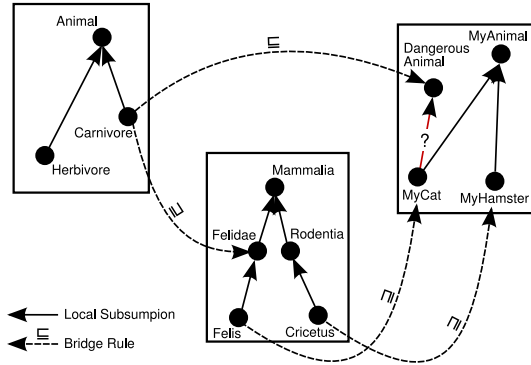 Animal
Carnivore
Herbivore
⊑
Dangerous
Animal
MyAnimal
?
MyCat
MyHamster
⊒
Mammalia
Felidae
Rodentia
Felis
Cricetus
⊒
⊒
Local Subsumpion
⊑
Bridge Rule